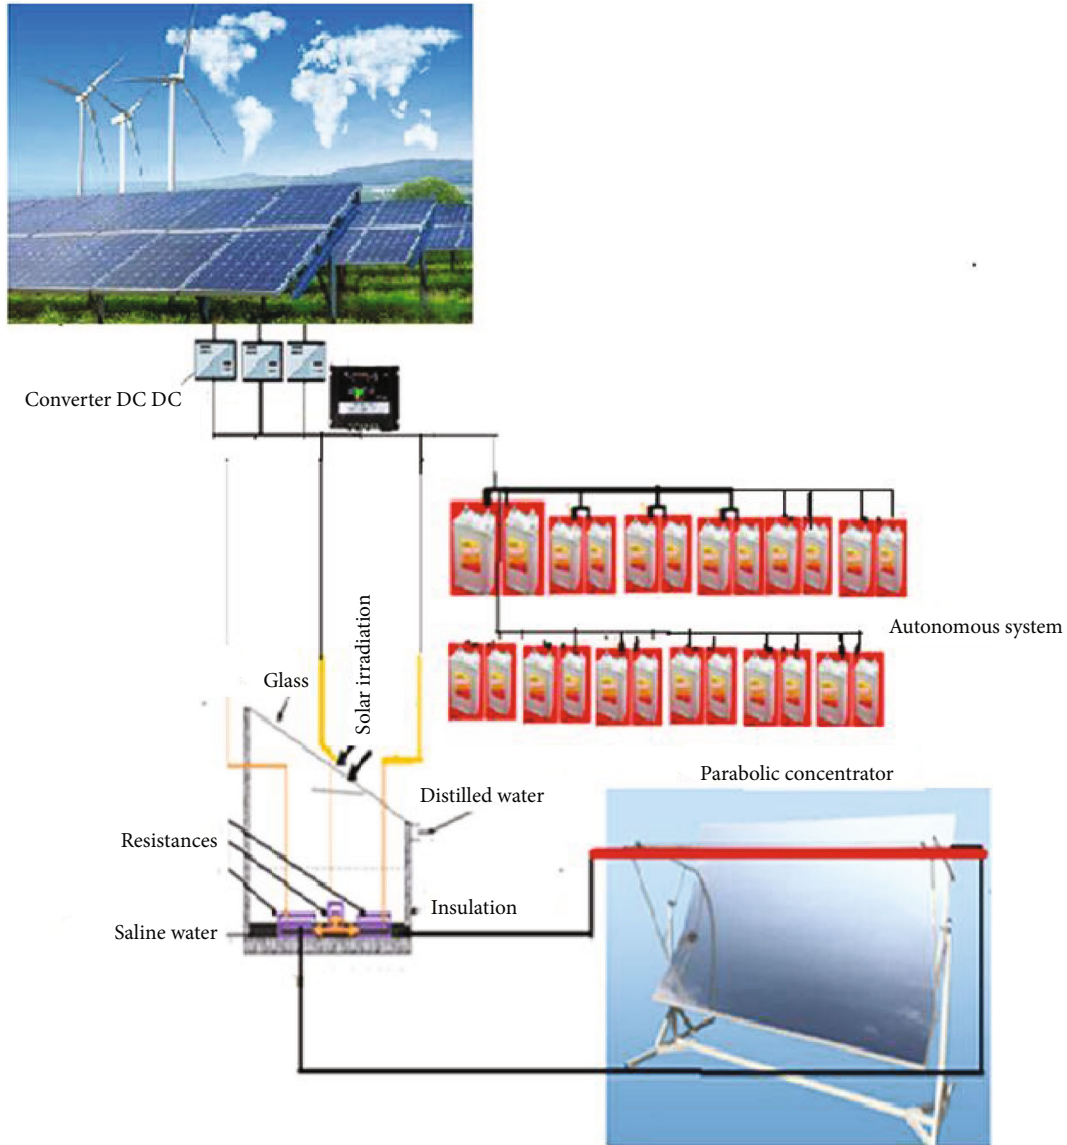 Converter DC DC
Solar irradiation
Autonomous system
Glass
Parabolic concentrator
Distilled water
Resistances
Insulation
Saline water